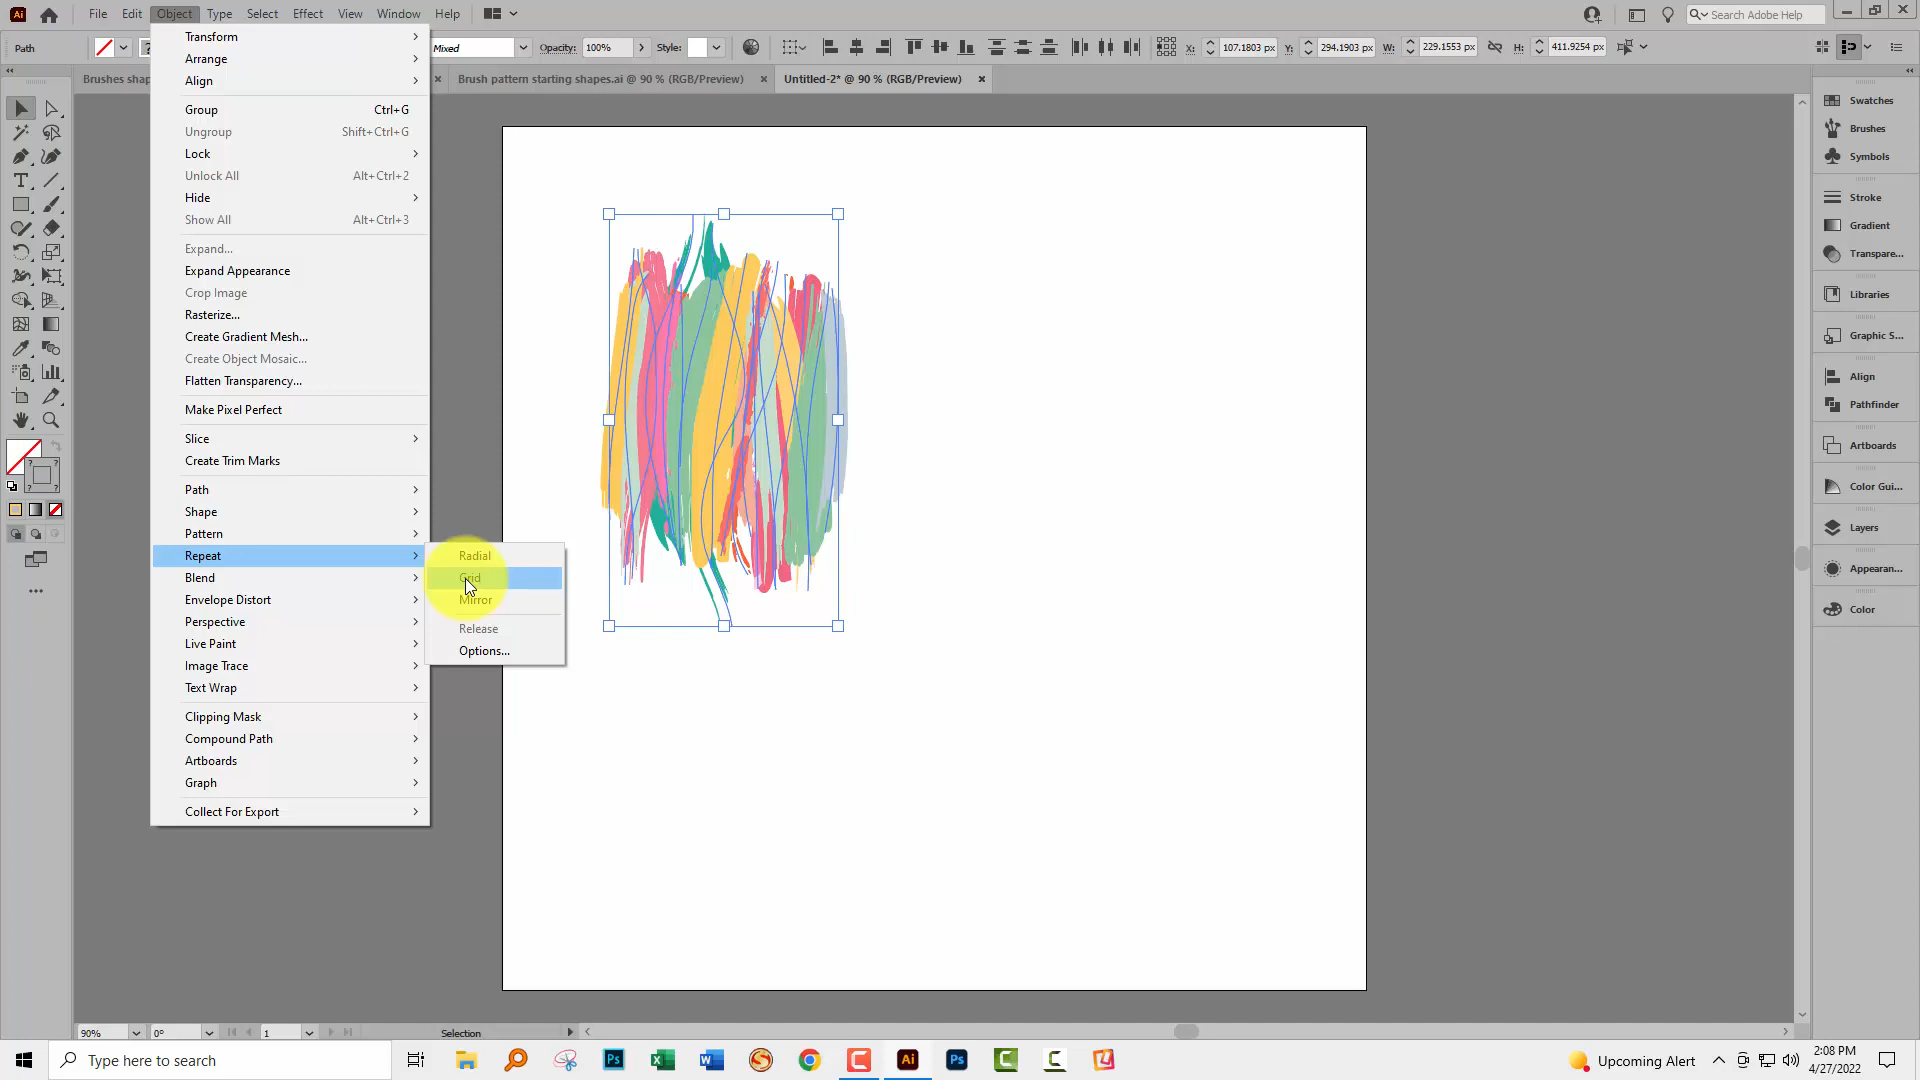 Ai File Edit Object Type Select Effect View Window Help Search Adobe Help
Path Mixed Opacity: 100% Style: X: 107.1803 px Y: 294.1903 px W: 229.1553 px H: 411.9254 px
Brushes shap Brush pattern starting shapes.ai @ 90 % (RGB/Preview) Untitled-2* @ 90 % (RGB/Preview)
Transform
Arrange
Align
Group Ctrl+G
Ungroup Shift+Ctrl+G
Lock
Unlock All Alt+Ctrl+2
Hide
Show All Alt+Ctrl+3
Expand...
Expand Appearance
Crop Image
Rasterize...
Create Gradient Mesh...
Create Object Mosaic...
Flatten Transparency...
Make Pixel Perfect
Slice
Create Trim Marks
Path
Shape
Pattern
Repeat
Blend
Envelope Distort
Perspective
Live Paint
Image Trace
Text Wrap
Clipping Mask
Compound Path
Artboards
Graph
Collect For Export
Radial
Grid
Mirror
Release
Options...
Swatches
Brushes
Symbols
Stroke
Gradient
Transpare...
Libraries
Graphic S...
Align
Pathfinder
Artboards
Color Gui...
Layers
Appearan...
Color
90% 0° 1 Selection
Type here to search Ps Ai Ps Upcoming Alert 2:08 PM
4/27/2022